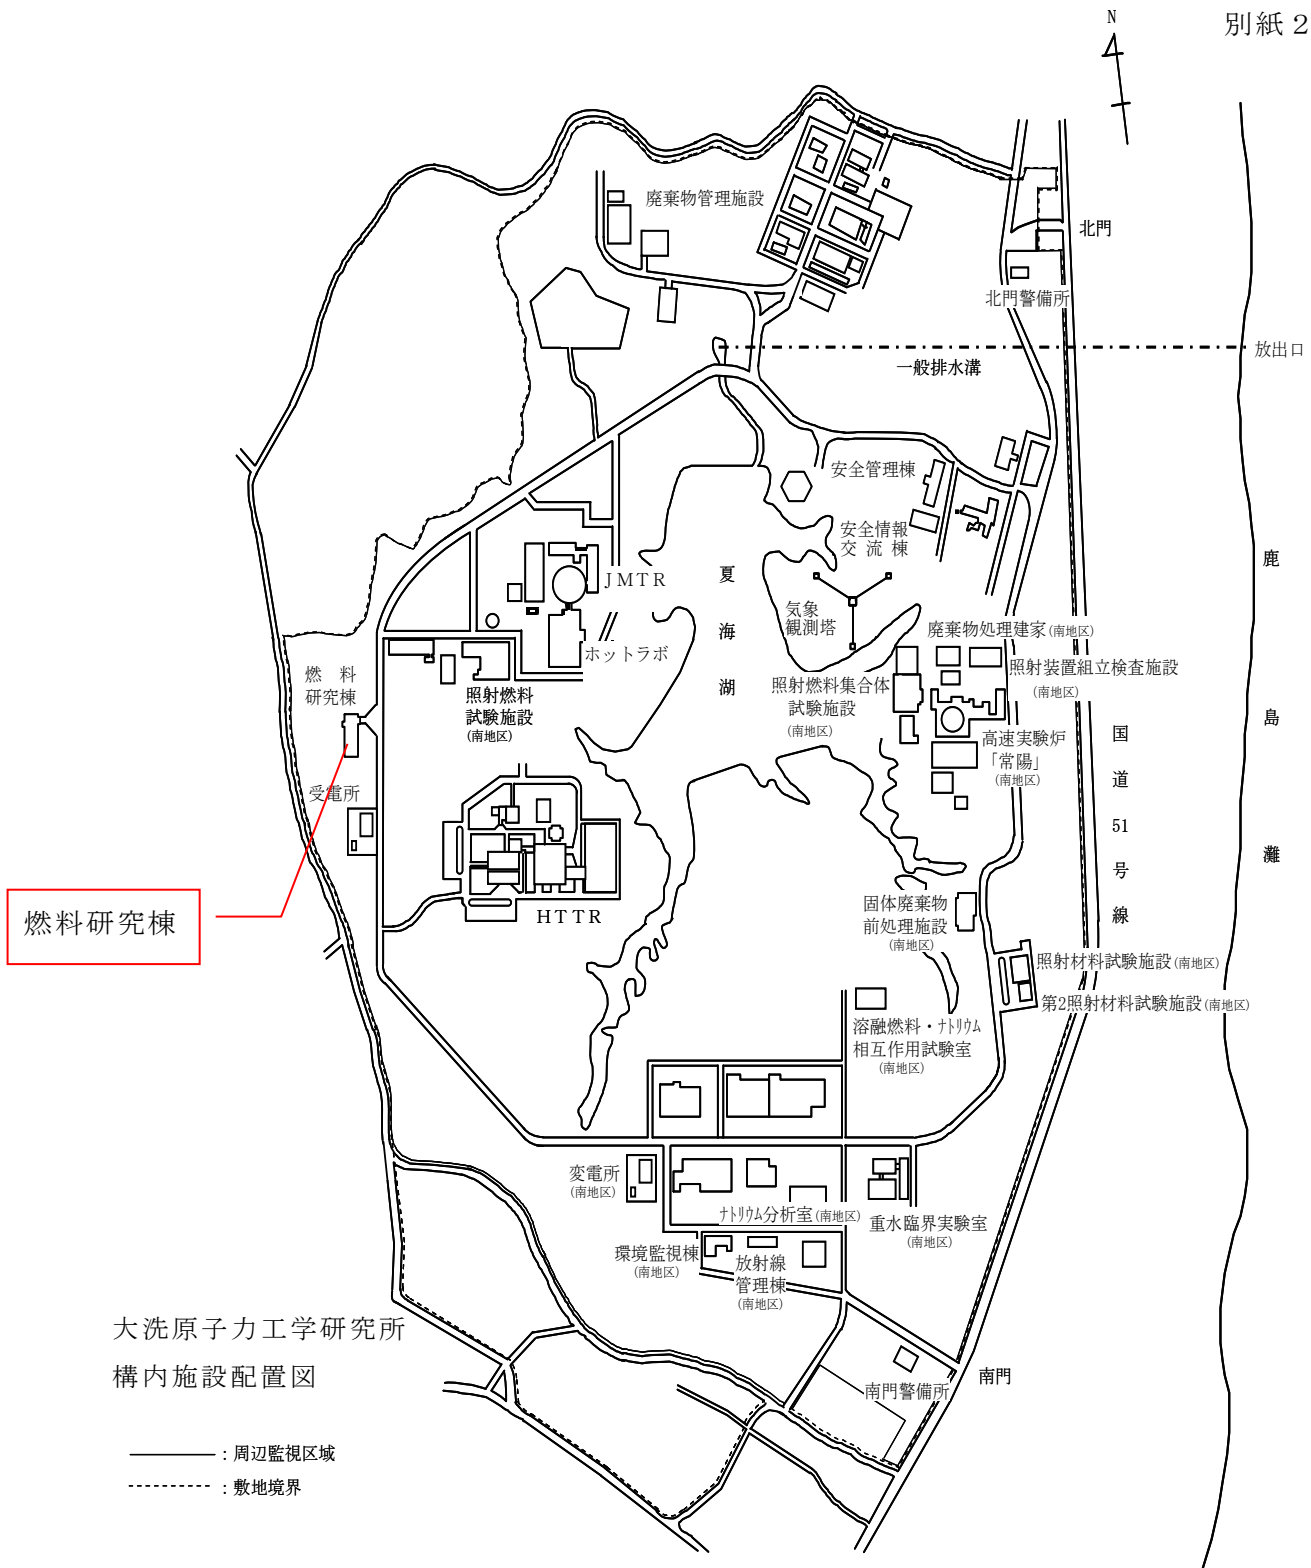 別紙２
N
北門
廃棄物管理施設
北門警備所
放出口
一般排水溝
安全管理棟
安全情報
交流棟
鹿島灘
JMTR
夏海湖
気象
観測塔
廃棄物処理建家(南地区)
ホットラボ
燃料
研究棟
照射燃料
試験施設
(南地区)
照射燃料集合体
試験施設
(南地区)
照射装置組立検査施設
(南地区)
国道51号線
高速実験炉
「常陽」
(南地区)
受電所
燃料研究棟
HTTR
固体廃棄物
前処理施設
(南地区)
照射材料試験施設(南地区)
第2照射材料試験施設(南地区)
溶融燃料・ﾅﾄﾘｳﾑ
相互作用試験室
(南地区)
変電所
(南地区)
ﾅﾄﾘｳﾑ分析室(南地区)
重水臨界実験室
(南地区)
環境監視棟
(南地区)
放射線
管理棟
(南地区)
大洗原子力工学研究所
構内施設配置図
南門
南門警備所
：周辺監視区域
：敷地境界